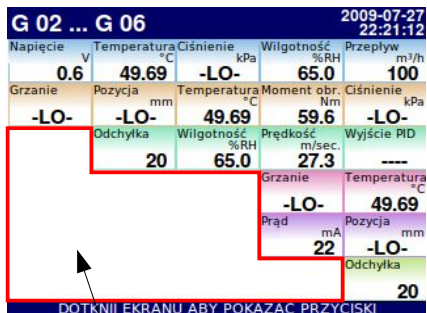 G 02 ... G 06 2009-07-27 22:21:12
Napięcie Temperatura Ciśnienie Wilgotność Przepływ
V °C kPa %RH m³/h
0.6 49.69 -LO- 65.0 100
Grzanie Pozycja Temperatura Moment obr. Ciśnienie
mm °C Nm kPa
-LO- -LO- 49.69 59.6 -LO-
Odchyłka Wilgotność Prędkość Wyjście PID
%RH m/sec.
20 65.0 27.3 ----
Grzanie Temperatura
°C
-LO- 49.69
Prąd Pozycja
mA mm
22 -LO-
Odchyłka
20
DOTKNIJ EKRANU ABY POKAZAĆ PRZYCISKI